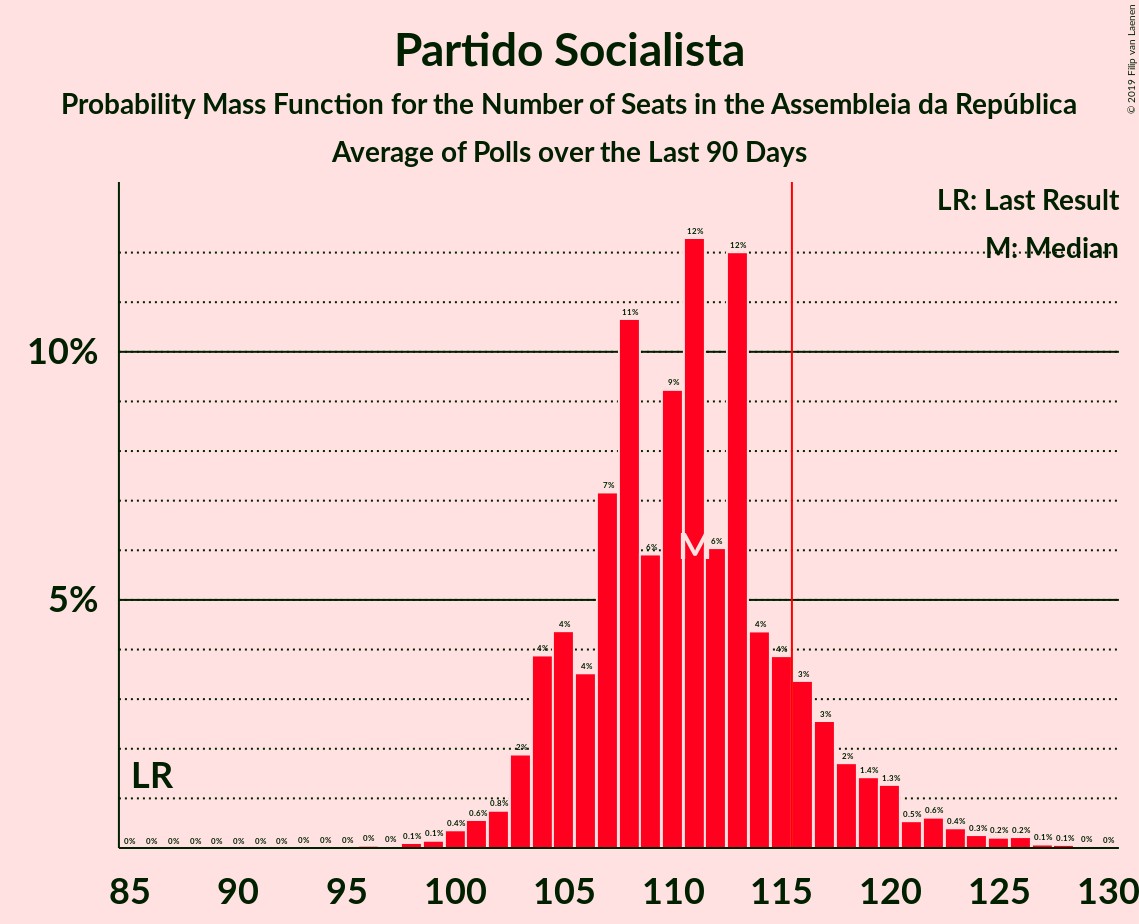 Partido Socialista
Probability Mass Function for the Number of Seats in the Assembleia da República
Average of Polls over the Last 90 Days
© 2019 Filip van Laenen
LR: Last Result
M: Median
10%
5%
LR
M
0% 0% 0% 0% 0% 0% 0% 0% 0% 0% 0% 0% 0% 0.1% 0.1% 0.4% 0.6% 0.8% 2% 4% 4% 4% 7% 11% 6% 9% 12% 6% 12% 4% 4% 3% 3% 2% 1.4% 1.3% 0.5% 0.6% 0.4% 0.3% 0.2% 0.2% 0.1% 0.1% 0% 0%
85 90 95 100 105 110 115 120 125 130